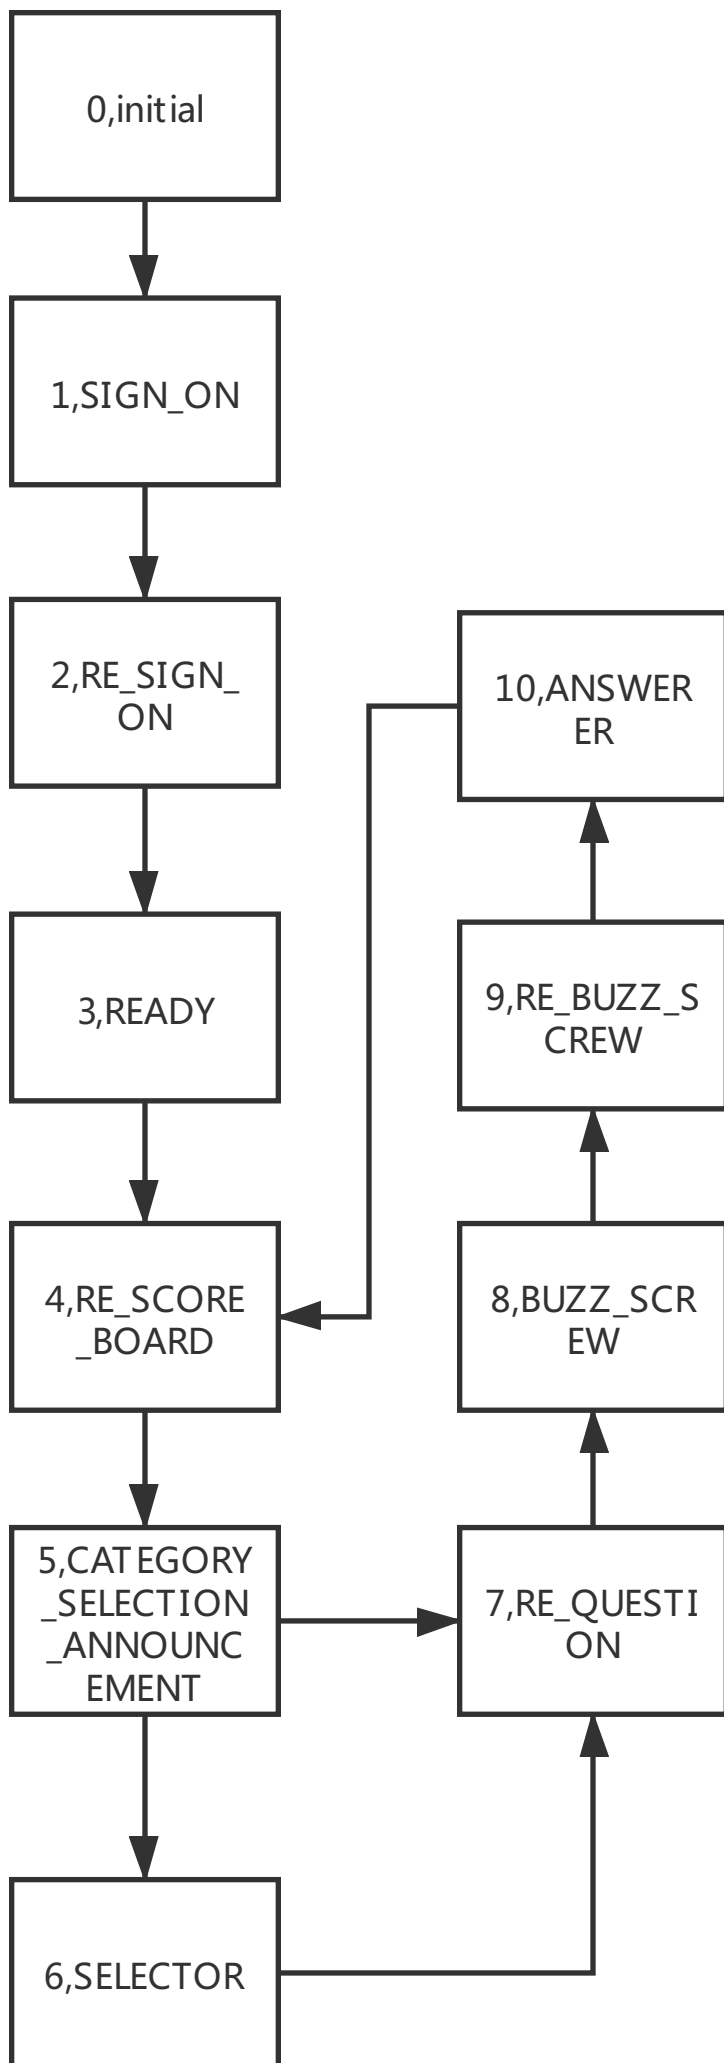 0,initial
1,SIGN_ON
2,RE_SIGN_
ON
3,READY
4,RE_SCORE
_BOARD
5,CATEGORY
_SELECTION
_ANNOUNC
EMENT
6,SELECTOR
10,ANSWER
ER
9,RE_BUZZ_S
CREW
8,BUZZ_SCR
EW
7,RE_QUESTI
ON